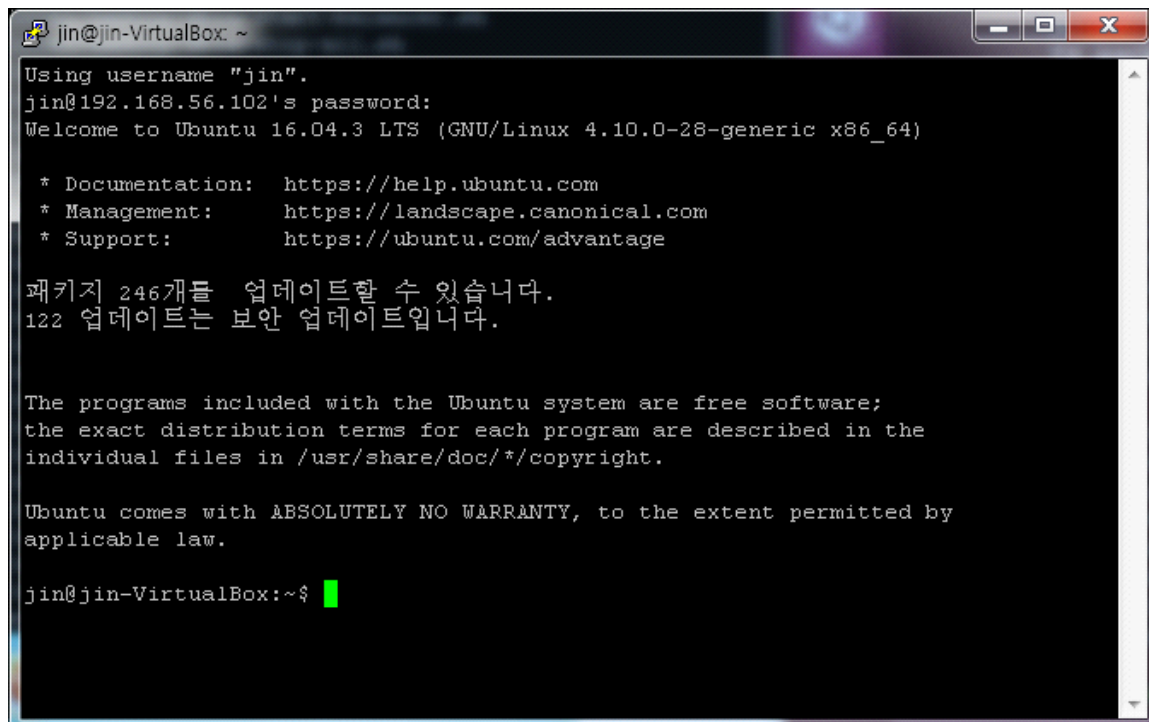 jin@jin-VirtualBox: ~
Using username "jin".
jin@192.168.56.102's password:
Welcome to Ubuntu 16.04.3 LTS (GNU/Linux 4.10.0-28-generic x86_64)
* Documentation:  https://help.ubuntu.com
* Management:     https://landscape.canonical.com
* Support:        https://ubuntu.com/advantage
패키지 246개를  업데이트할 수 있습니다.
122 업데이트는 보안 업데이트입니다.
The programs included with the Ubuntu system are free software;
the exact distribution terms for each program are described in the
individual files in /usr/share/doc/*/copyright.
Ubuntu comes with ABSOLUTELY NO WARRANTY, to the extent permitted by
applicable law.
jin@jin-VirtualBox:~$